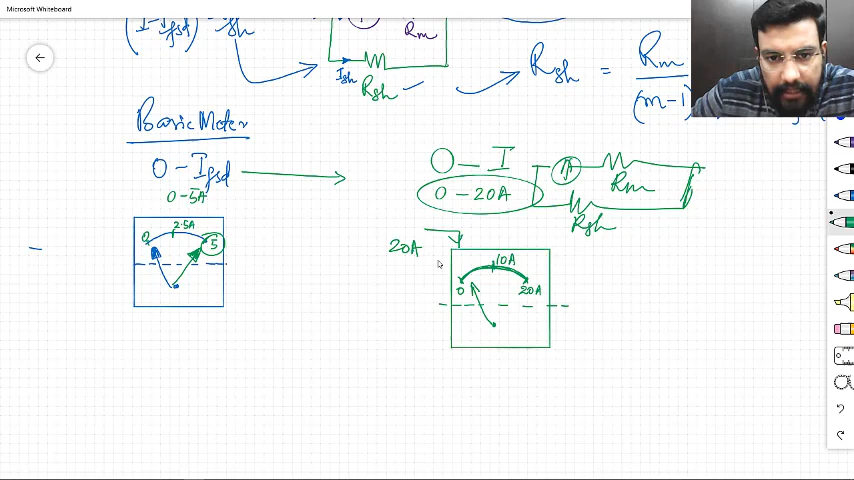 Microsoft Whiteboard
I - Ifsd
Rm
Ish
Rsh
Rsh = Rm
(m-1)
Basic Meter
0 - Ifsd
0 - I
0 - 5A
0 - 20A
A
Rm
Rsh
0 2.5A 5
20A
10A
0 20A